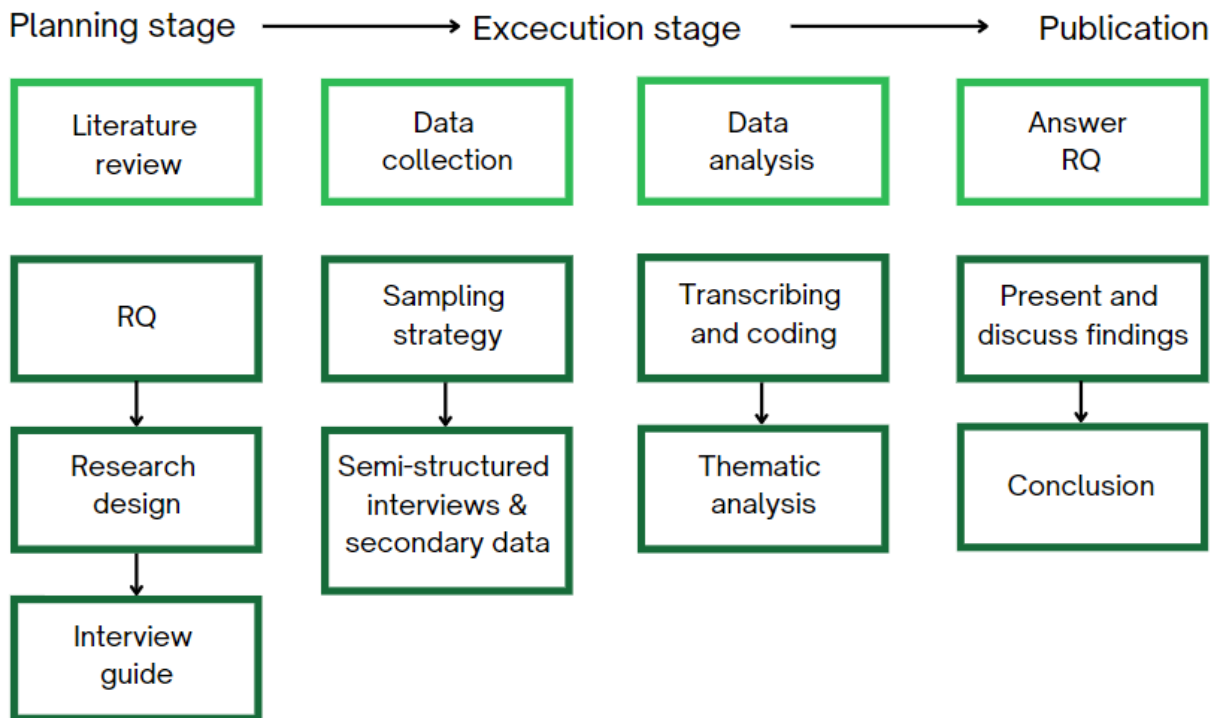 Planning stage
Excecution stage
Publication
Literature
review
Data
collection
Data
analysis
Answer
RQ
RQ
Sampling
strategy
Transcribing
and coding
Present and
discuss findings
Research
design
Semi-structured
interviews &
secondary data
Thematic
analysis
Conclusion
Interview
guide